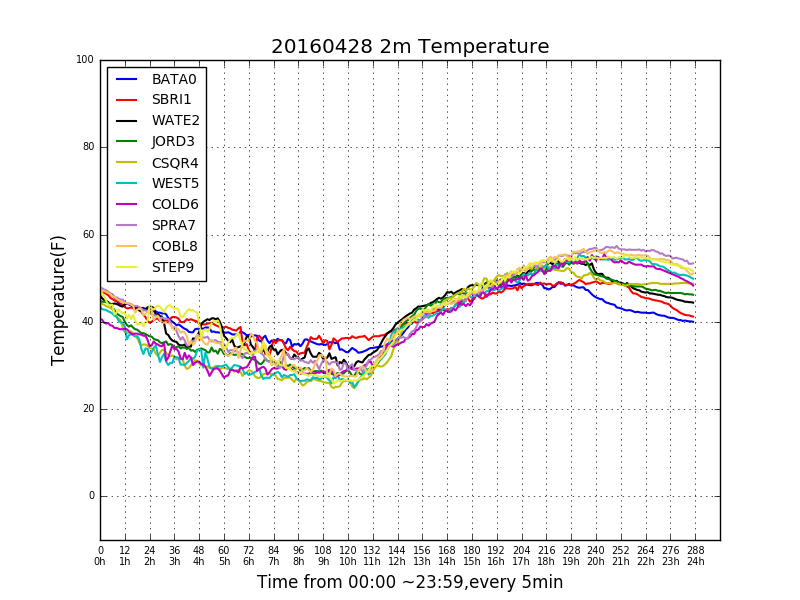 20160428 2m Temperature
100
80
60
40
20
0
Temperature(F)
BATA0
SBRI1
WATE2
JORD3
CSQR4
WEST5
COLD6
SPRA7
COBL8
STEP9
0 12 24 36 48 60 72 84 96 108 120 132 144 156 168 180 192 204 216 228 240 252 264 276 288
0h 1h 2h 3h 4h 5h 6h 7h 8h 9h 10h 11h 12h 13h 14h 15h 16h 17h 18h 19h 20h 21h 22h 23h 24h
Time from 00:00 ~23:59,every 5min